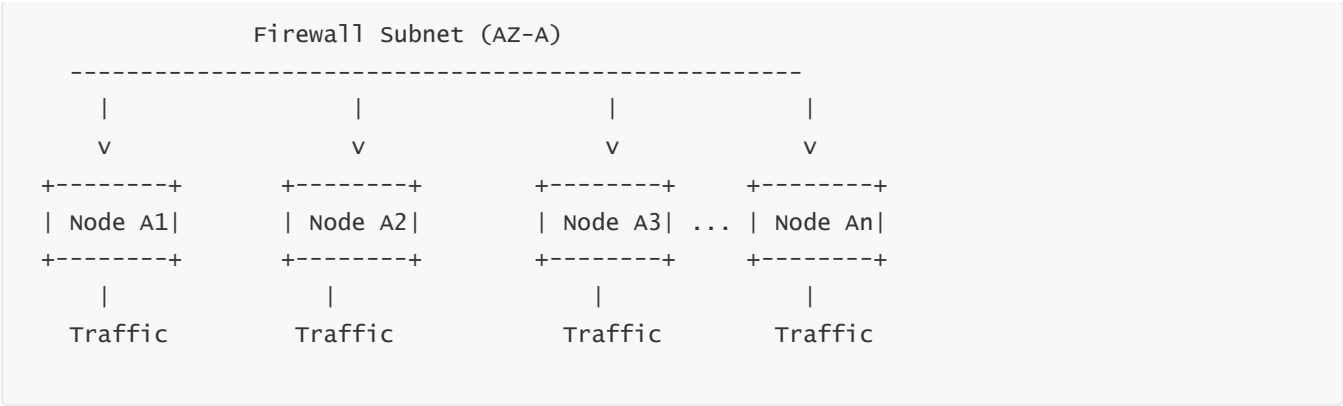 Firewall Subnet (AZ-A)
----------------------------------------------------
|                  |                  |              |
v                  v                  v              v
+--------+       +--------+        +--------+     +--------+
| Node A1|       | Node A2|        | Node A3| ... | Node An|
+--------+       +--------+        +--------+     +--------+
|                |                   |              |
Traffic         Traffic            Traffic        Traffic